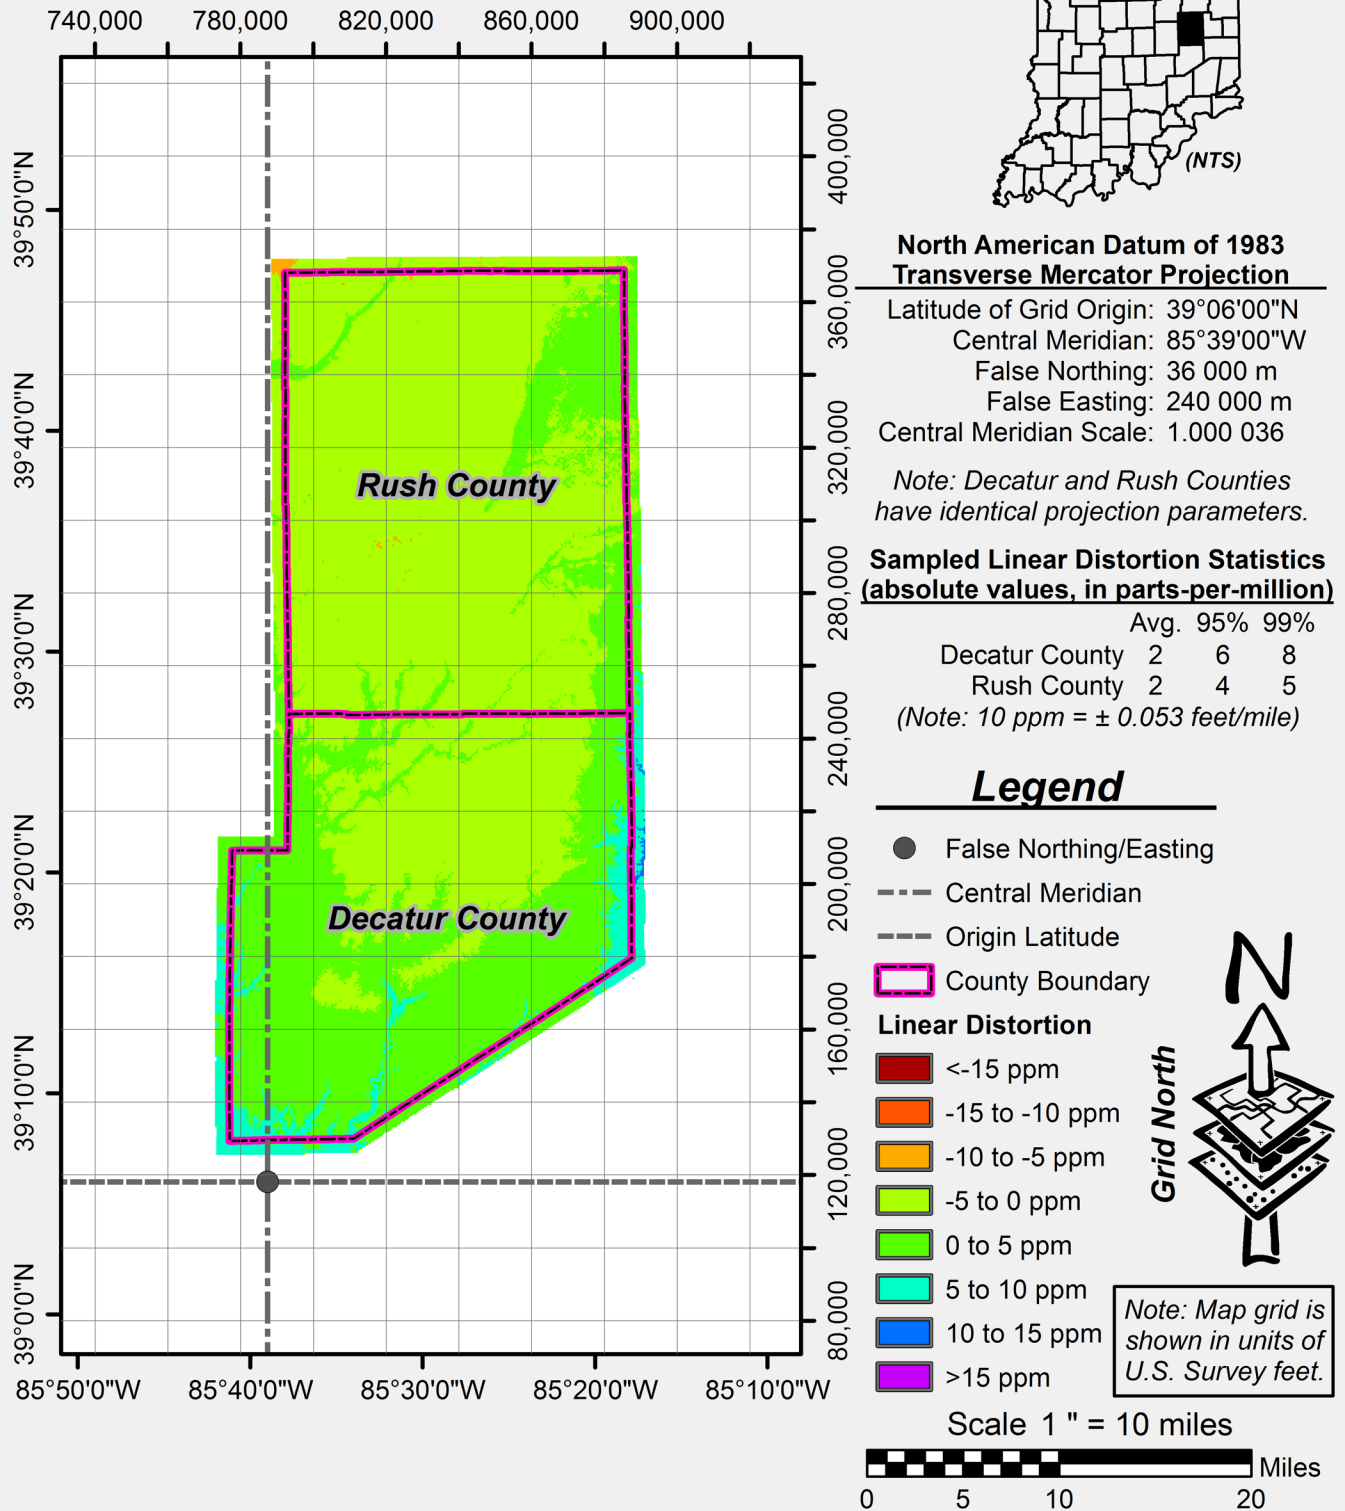 740,000 780,000 820,000 860,000 900,000
39°50'0"N
39°40'0"N
39°30'0"N
39°20'0"N
39°10'0"N
39°0'0"N
Rush County
Decatur County
400,000
360,000
320,000
280,000
240,000
200,000
160,000
120,000
80,000
85°50'0"W 85°40'0"W 85°30'0"W 85°20'0"W 85°10'0"W
(NTS)
North American Datum of 1983
Transverse Mercator Projection
Latitude of Grid Origin: 39°06'00"N
Central Meridian: 85°39'00"W
False Northing: 36 000 m
False Easting: 240 000 m
Central Meridian Scale: 1.000 036
Note: Decatur and Rush Counties
have identical projection parameters.
Sampled Linear Distortion Statistics
(absolute values, in parts-per-million)
Avg. 95% 99%
Decatur County 2 6 8
Rush County 2 4 5
(Note: 10 ppm = ± 0.053 feet/mile)
Legend
False Northing/Easting
Central Meridian
Origin Latitude
County Boundary
Linear Distortion
<-15 ppm
-15 to -10 ppm
-10 to -5 ppm
-5 to 0 ppm
0 to 5 ppm
5 to 10 ppm
10 to 15 ppm
>15 ppm
N
Grid North
Note: Map grid is
shown in units of
U.S. Survey feet.
Scale 1 " = 10 miles
Miles
0 5 10 20